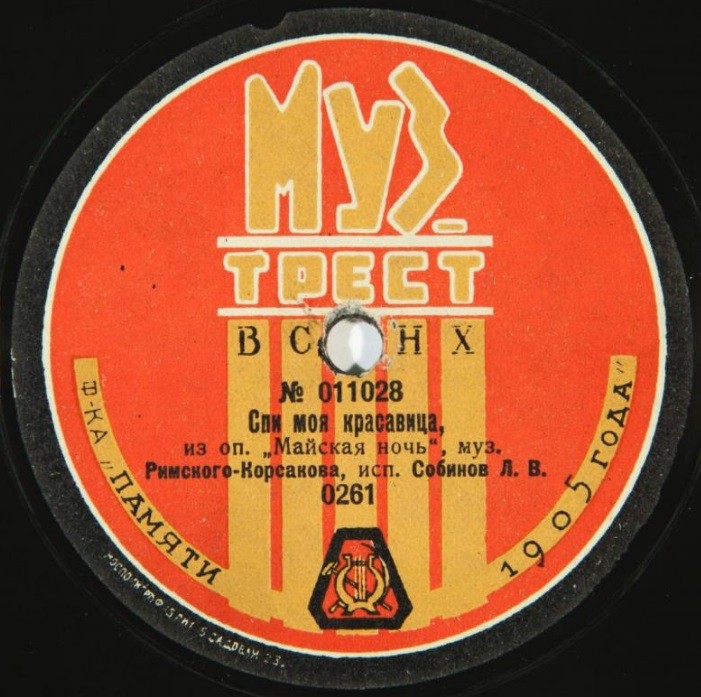 МУЗ-
ТРЕСТ
ВСНХ
№ 011028
Спи моя красавица,
из оп. „Майская ночь“, муз.
Римского-Корсакова, исп. Собинов Л. В.
0261
Ф-КА „ПАМЯТИ 1905 ГОДА“